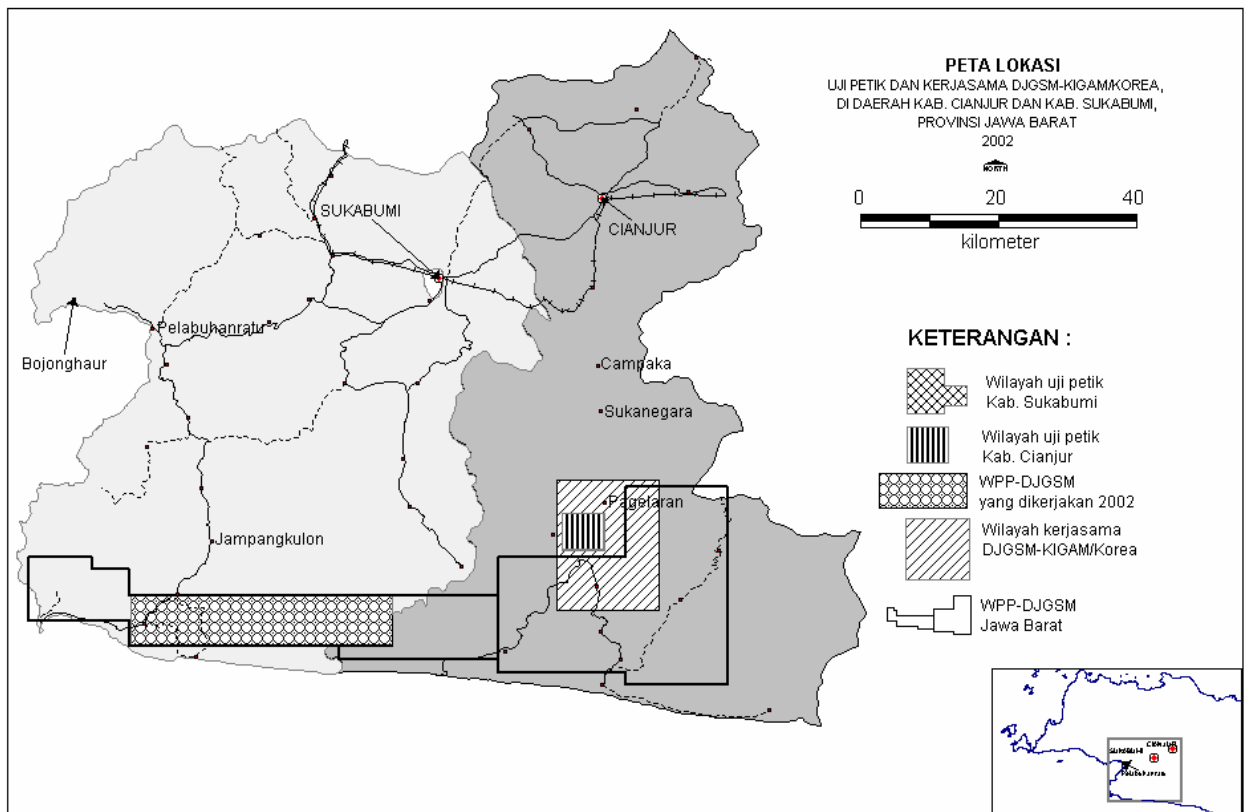 PETA LOKASI
UJI PETIK DAN KERJASAMA DJGSM-KIGAM/KOREA,
DI DAERAH KAB. CIANJUR DAN KAB. SUKABUMI,
PROVINSI JAWA BARAT
2002
NORTH
0 20 40
kilometer
SUKABUMI
CIANJUR
Pelabuhanratu
Bojonghaur
Campaka
Sukanegara
Pagelaran
Jampangkulon
KETERANGAN :
Wilayah uji petik
Kab. Sukabumi
Wilayah uji petik
Kab. Cianjur
WPP-DJGSM
yang dikerjakan 2002
Wilayah kerjasama
DJGSM-KIGAM/Korea
WPP-DJGSM
Jawa Barat